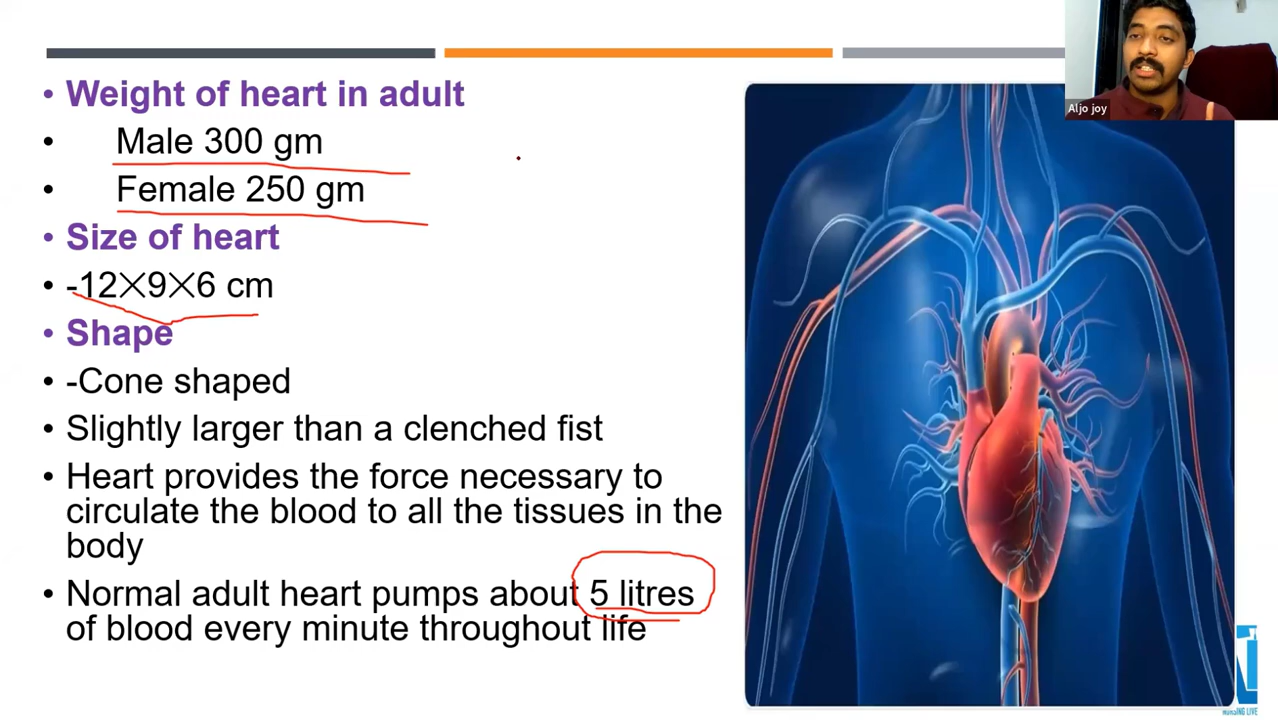 • Weight of heart in adult
• Male 300 gm
• Female 250 gm
• Size of heart
• -12×9×6 cm
• Shape
• -Cone shaped
• Slightly larger than a clenched fist
• Heart provides the force necessary to
circulate the blood to all the tissues in the
body
• Normal adult heart pumps about 5 litres
of blood every minute throughout life
Aljo joy
NursING LIVE